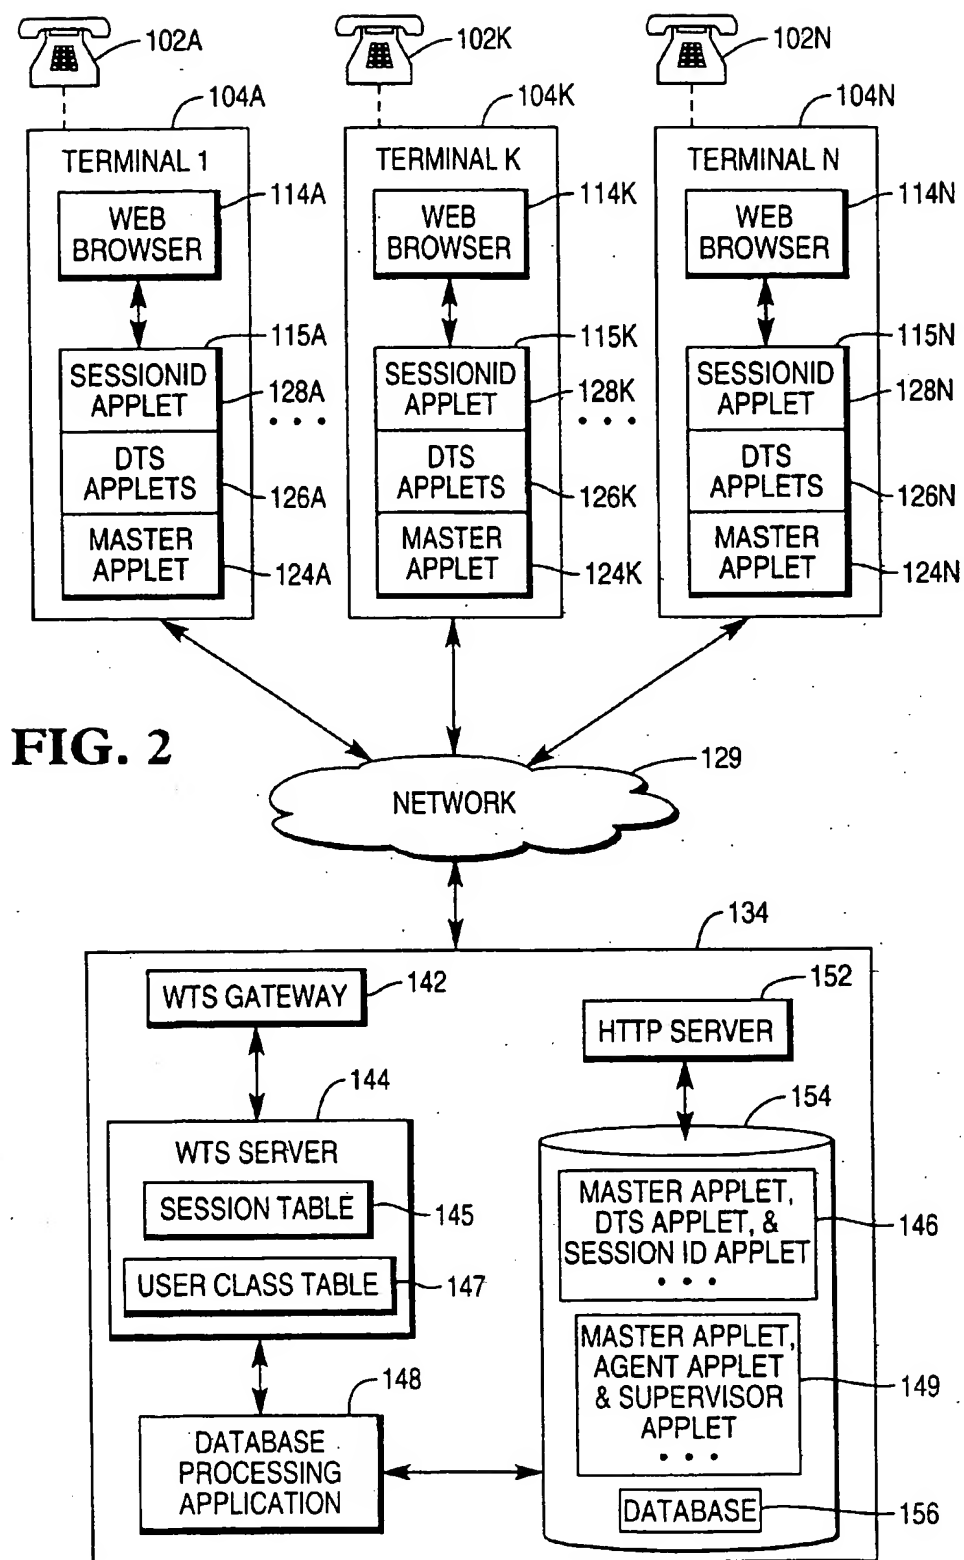 102A
102K
102N
104A
104K
104N
TERMINAL 1
TERMINAL K
TERMINAL N
WEB
BROWSER
114A
WEB
BROWSER
114K
WEB
BROWSER
114N
115A
115K
115N
SESSIONID
APPLET
128A
SESSIONID
APPLET
128K
SESSIONID
APPLET
128N
DTS
APPLETS
126A
DTS
APPLETS
126K
DTS
APPLETS
126N
MASTER
APPLET
124A
MASTER
APPLET
124K
MASTER
APPLET
124N
FIG. 2
129
NETWORK
134
WTS GATEWAY
142
152
HTTP SERVER
144
154
WTS SERVER
SESSION TABLE
145
USER CLASS TABLE
147
MASTER APPLET,
DTS APPLET, &
SESSION ID APPLET
• • •
146
MASTER APPLET,
AGENT APPLET
& SUPERVISOR
APPLET
• • •
149
148
DATABASE
PROCESSING
APPLICATION
DATABASE
156